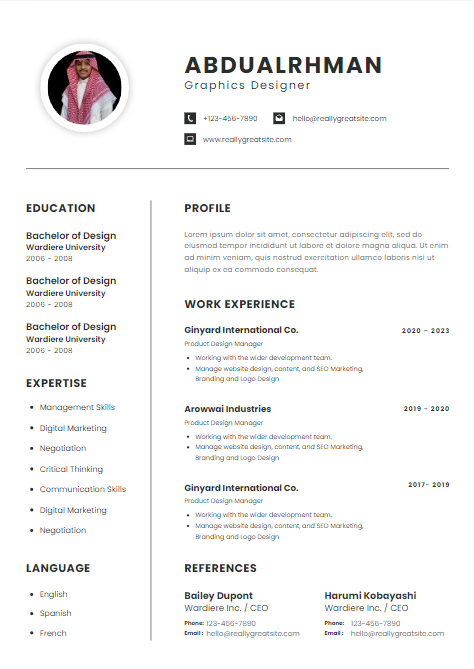 ABDUALRHMAN
Graphics Designer
+123-456-7890
hello@reallygreatsite.com
www.reallygreatsite.com
EDUCATION
Bachelor of Design
Wardiere University
2006 - 2008
Bachelor of Design
Wardiere University
2006 - 2008
Bachelor of Design
Wardiere University
2006 - 2008
EXPERTISE
Management Skills
Digital Marketing
Negotiation
Critical Thinking
Communication Skills
Digital Marketing
Negotiation
LANGUAGE
English
Spanish
French
PROFILE
Lorem ipsum dolor sit amet, consectetur adipiscing elit, sed do
eiusmod tempor incididunt ut labore et dolore magna aliqua. Ut enim
ad minim veniam, quis nostrud exercitation ullamco laboris nisi ut
aliquip ex ea commodo consequat.
WORK EXPERIENCE
Ginyard International Co.
2020 - 2023
Product Design Manager
Working with the wider development team.
Manage website design, content, and SEO Marketing,
Branding and Logo Design
Arowwai Industries
2019 - 2020
Product Design Manager
Working with the wider development team.
Manage website design, content, and SEO Marketing,
Branding and Logo Design
Ginyard International Co.
2017- 2019
Product Design Manager
Working with the wider development team.
Manage website design, content, and SEO Marketing,
Branding and Logo Design
REFERENCES
Bailey Dupont
Wardiere Inc. / CEO
Phone: 123-456-7890
Email : hello@reallygreatsite.com
Harumi Kobayashi
Wardiere Inc. / CEO
Phone: 123-456-7890
Email : hello@reallygreatsite.com